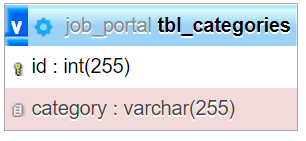 v job_portal tbl_categories
id : int(255)
category : varchar(255)